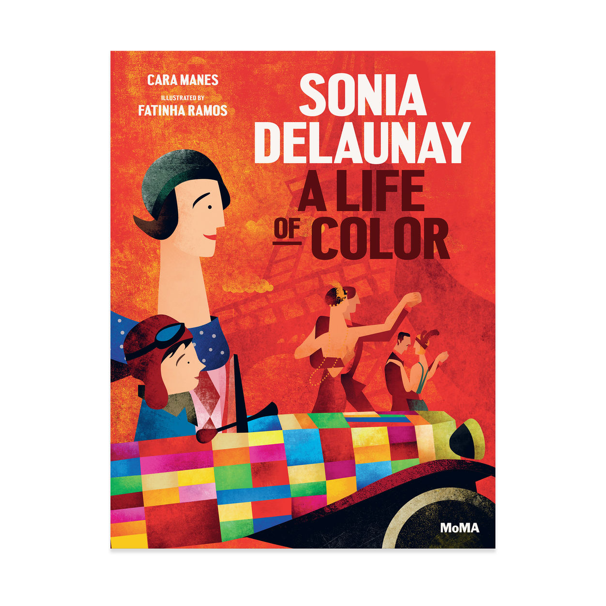 CARA MANES
ILLUSTRATED BY
FATINHA RAMOS
SONIA
DELAUNAY
A LIFE
OF COLOR
MoMA